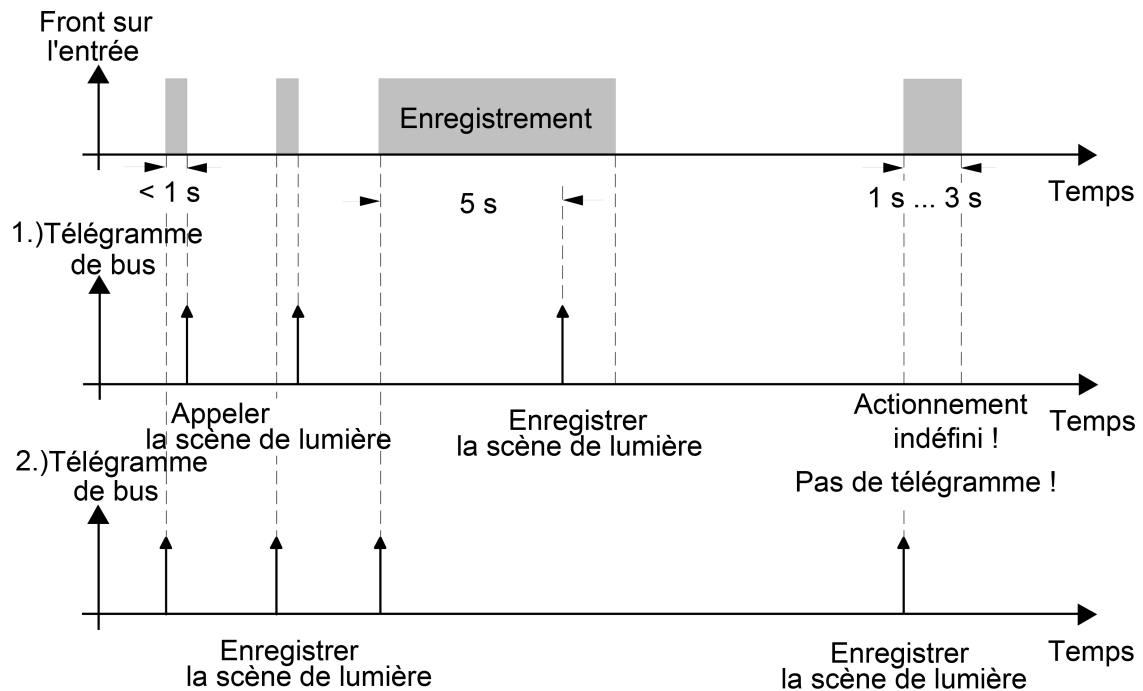 Front sur
l'entrée
Enregistrement
< 1 s
5 s
1 s ... 3 s
Temps
1.)Télégramme
de bus
Appeler
la scène de lumière
Enregistrer
la scène de lumière
Actionnement
indéfini !
Pas de télégramme !
Temps
2.)Télégramme
de bus
Enregistrer
la scène de lumière
Enregistrer
la scène de lumière
Temps